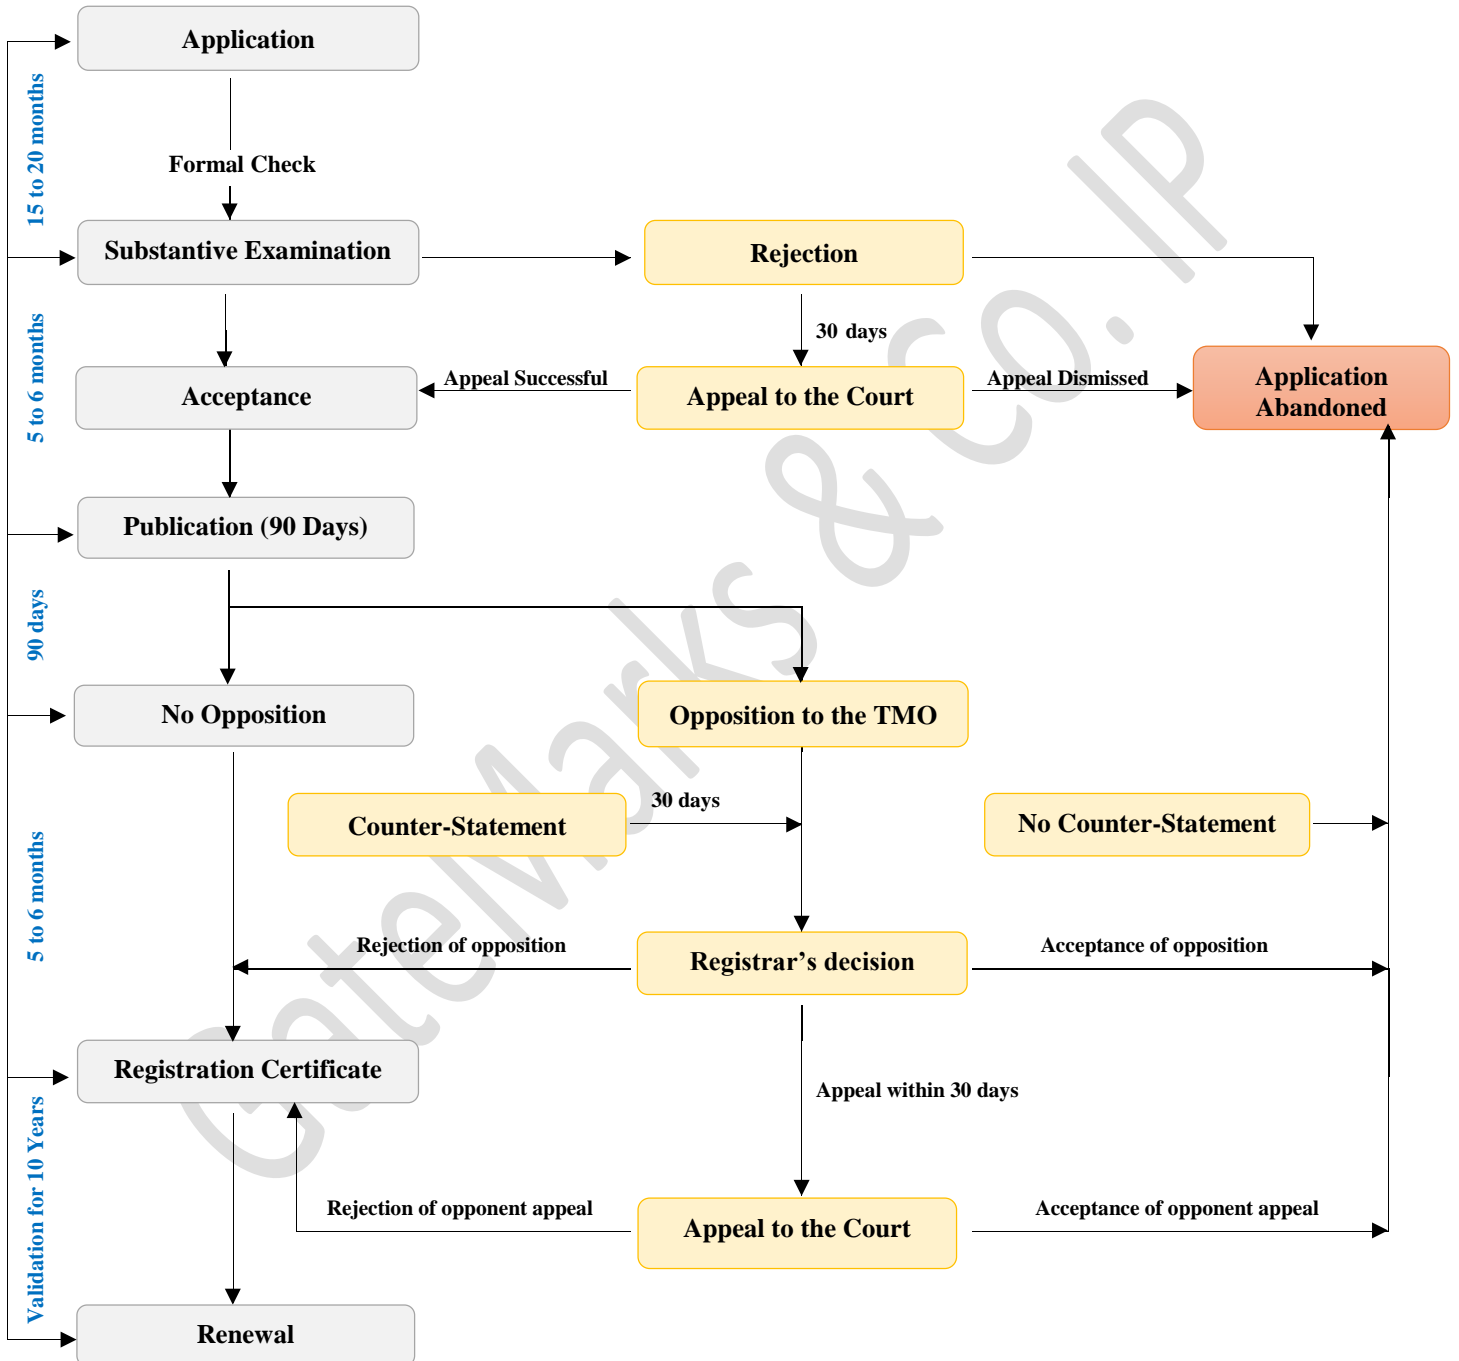 Application
15 to 20 months
Formal Check
Substantive Examination
Rejection
30 days
5 to 6 months
Acceptance
Appeal Successful
Appeal to the Court
Appeal Dismissed
Application
Abandoned
Publication (90 Days)
90 days
No Opposition
Opposition to the TMO
5 to 6 months
Counter-Statement
30 days
No Counter-Statement
Rejection of opposition
Registrar’s decision
Acceptance of opposition
Registration Certificate
Appeal within 30 days
Validation for 10 Years
Rejection of opponent appeal
Appeal to the Court
Acceptance of opponent appeal
Renewal
GateMarks & Co. IP